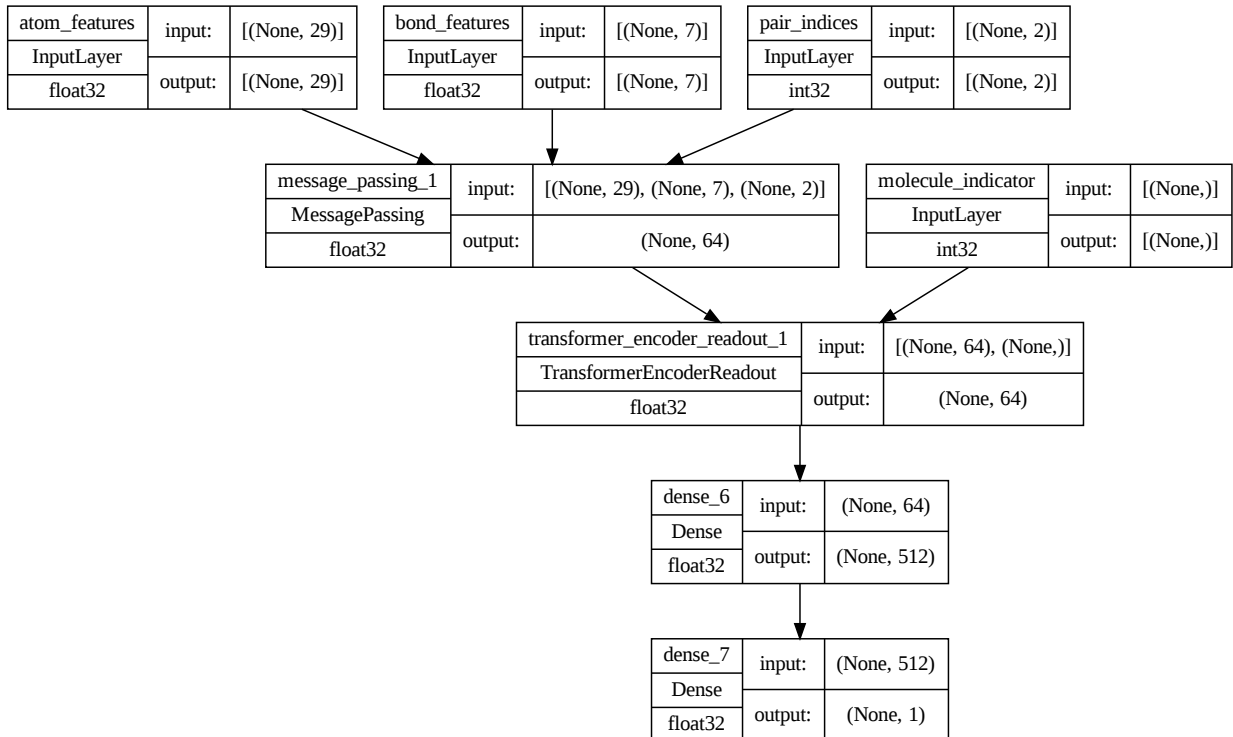 atom_features
InputLayer
float32
input:
[(None, 29)]
output:
[(None, 29)]
bond_features
InputLayer
float32
input:
[(None, 7)]
output:
[(None, 7)]
pair_indices
InputLayer
int32
input:
[(None, 2)]
output:
[(None, 2)]
message_passing_1
MessagePassing
float32
input:
[(None, 29), (None, 7), (None, 2)]
output:
(None, 64)
molecule_indicator
InputLayer
int32
input:
[(None,)]
output:
[(None,)]
transformer_encoder_readout_1
TransformerEncoderReadout
float32
input:
[(None, 64), (None,)]
output:
(None, 64)
dense_6
Dense
float32
input:
(None, 64)
output:
(None, 512)
dense_7
Dense
float32
input:
(None, 512)
output:
(None, 1)